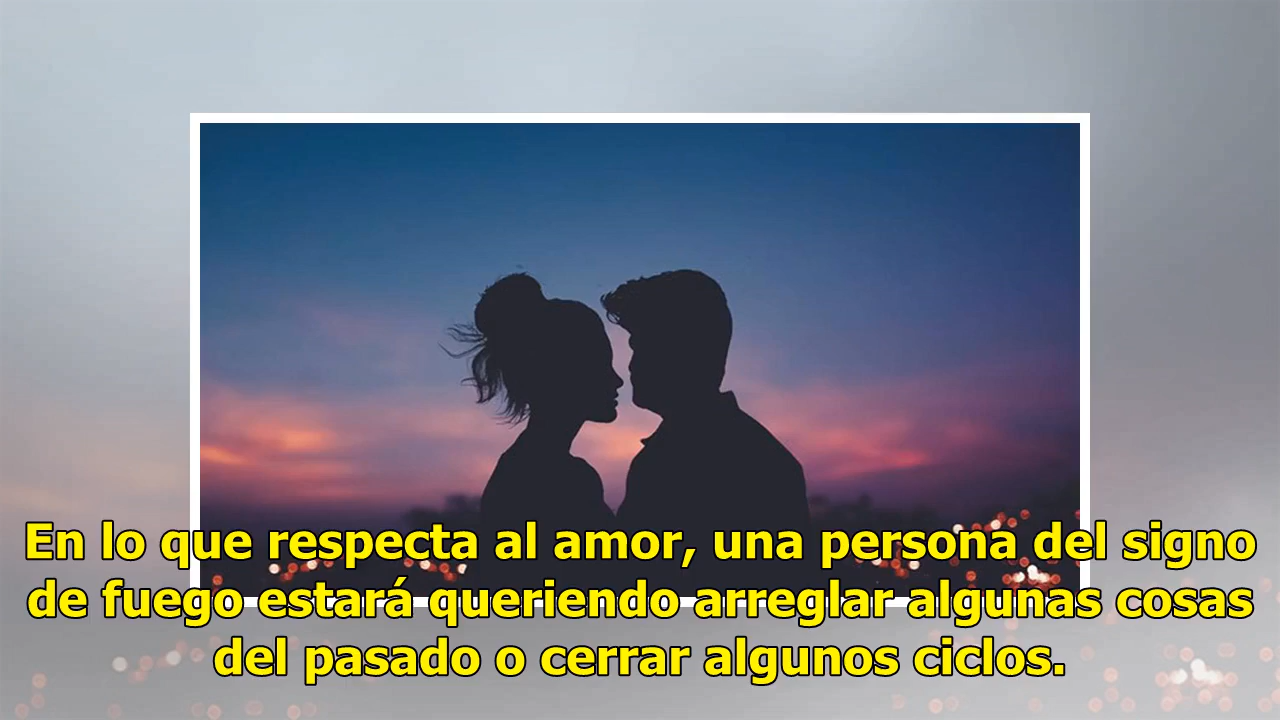 En lo que respecta al amor, una persona del signo
de fuego estará queriendo arreglar algunas cosas
del pasado o cerrar algunos ciclos.